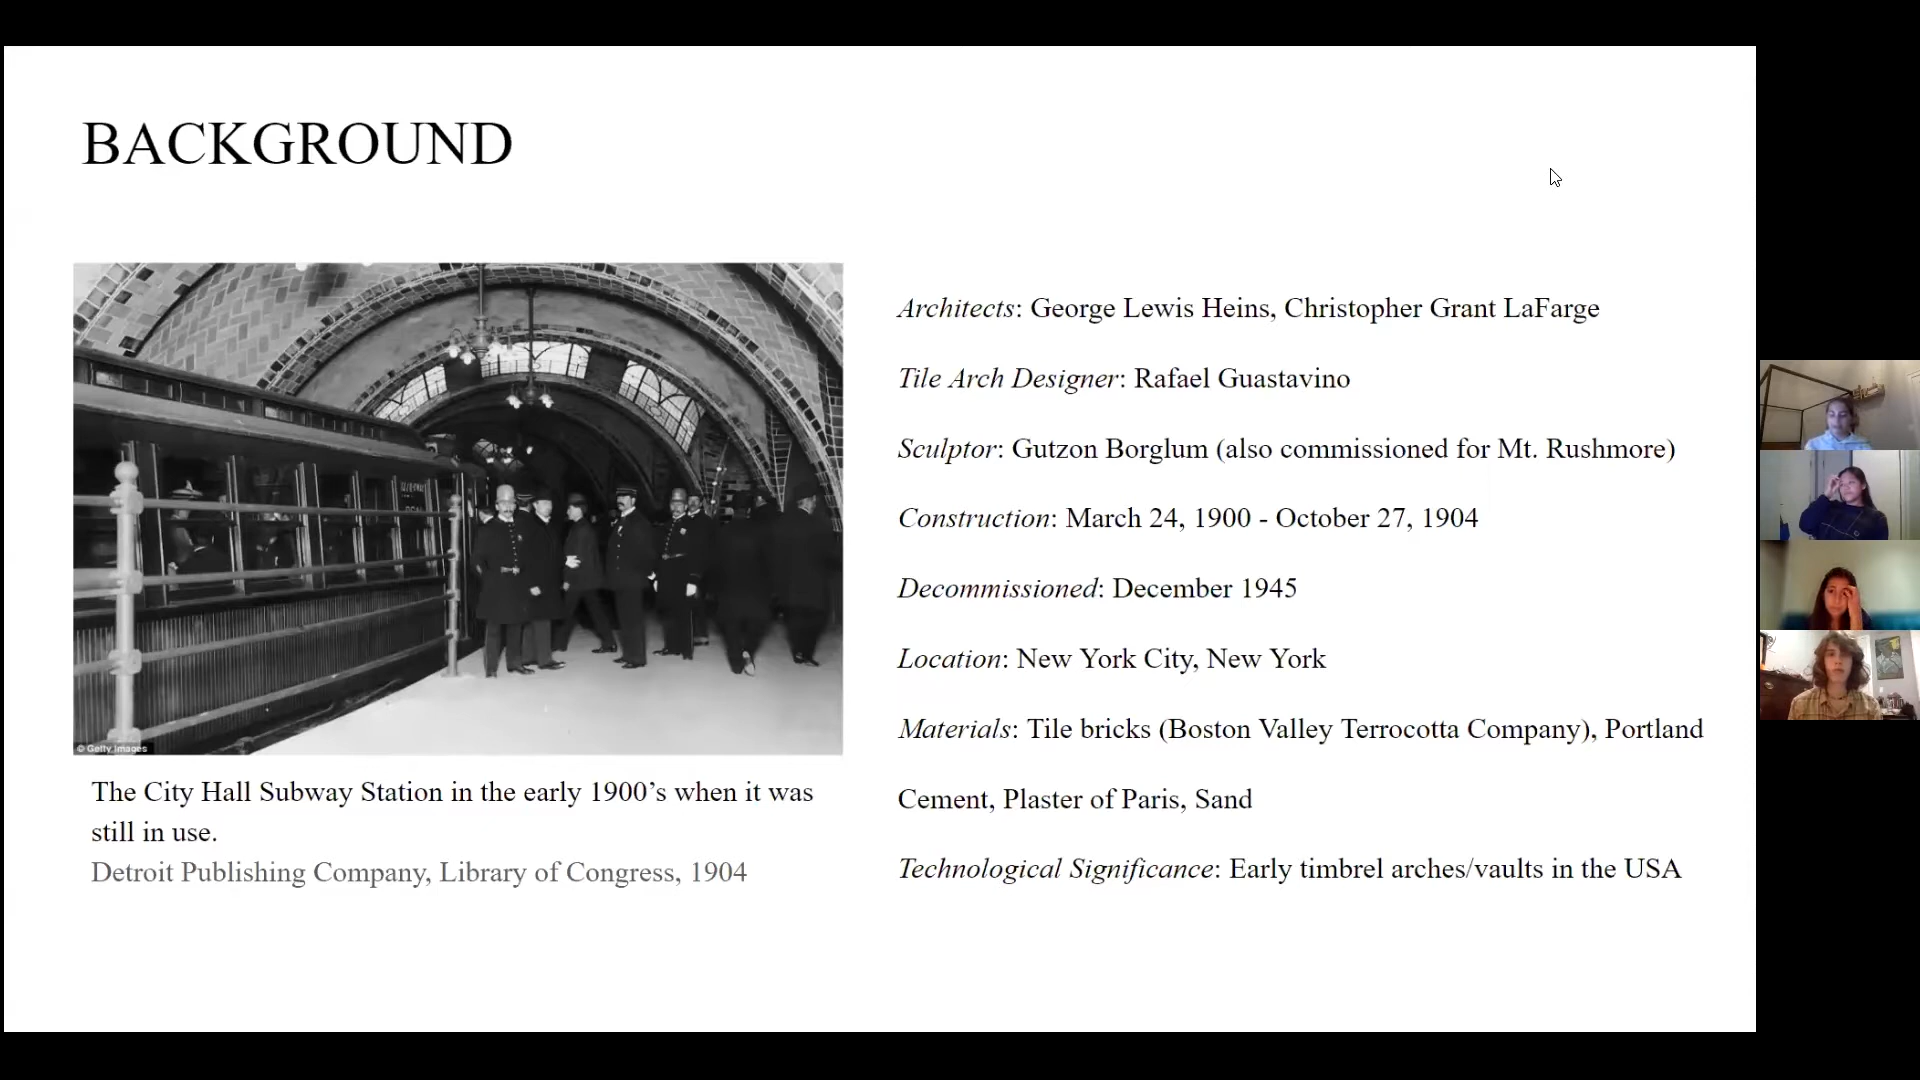 BACKGROUND
© Getty Images
The City Hall Subway Station in the early 1900’s when it was
still in use.
Detroit Publishing Company, Library of Congress, 1904
Architects: George Lewis Heins, Christopher Grant LaFarge
Tile Arch Designer: Rafael Guastavino
Sculptor: Gutzon Borglum (also commissioned for Mt. Rushmore)
Construction: March 24, 1900 - October 27, 1904
Decommissioned: December 1945
Location: New York City, New York
Materials: Tile bricks (Boston Valley Terrocotta Company), Portland
Cement, Plaster of Paris, Sand
Technological Significance: Early timbrel arches/vaults in the USA